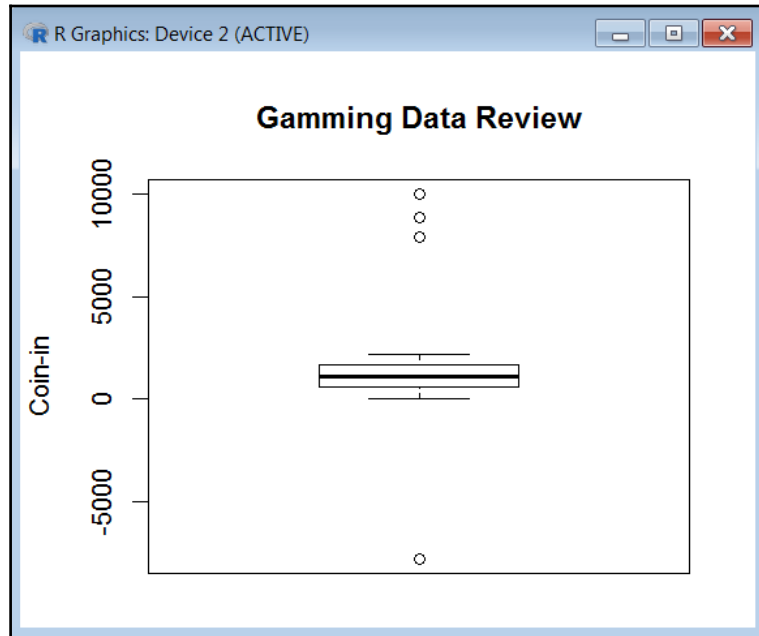 R Graphics: Device 2 (ACTIVE)
Gamming Data Review
10000
5000
0
-5000
Coin-in